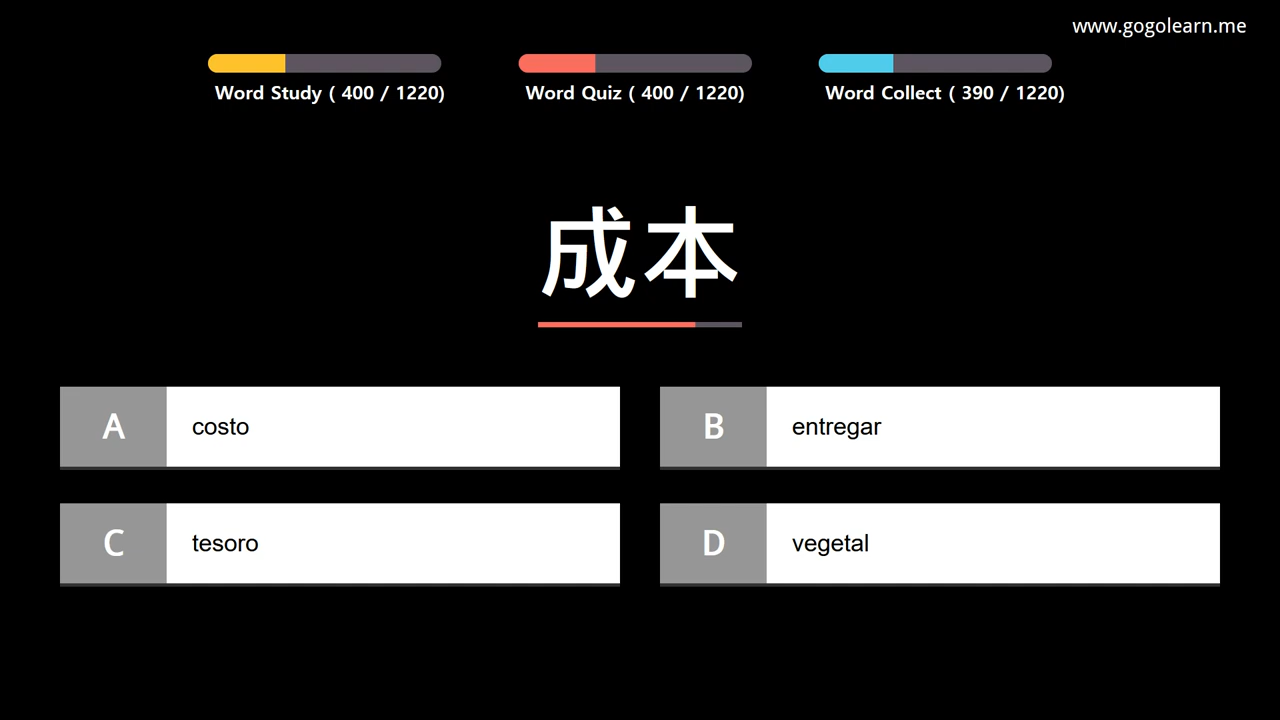 www.gogolearn.me
Word Study ( 400 / 1220)
Word Quiz ( 400 / 1220)
Word Collect ( 390 / 1220)
成本
A costo
B entregar
C tesoro
D vegetal